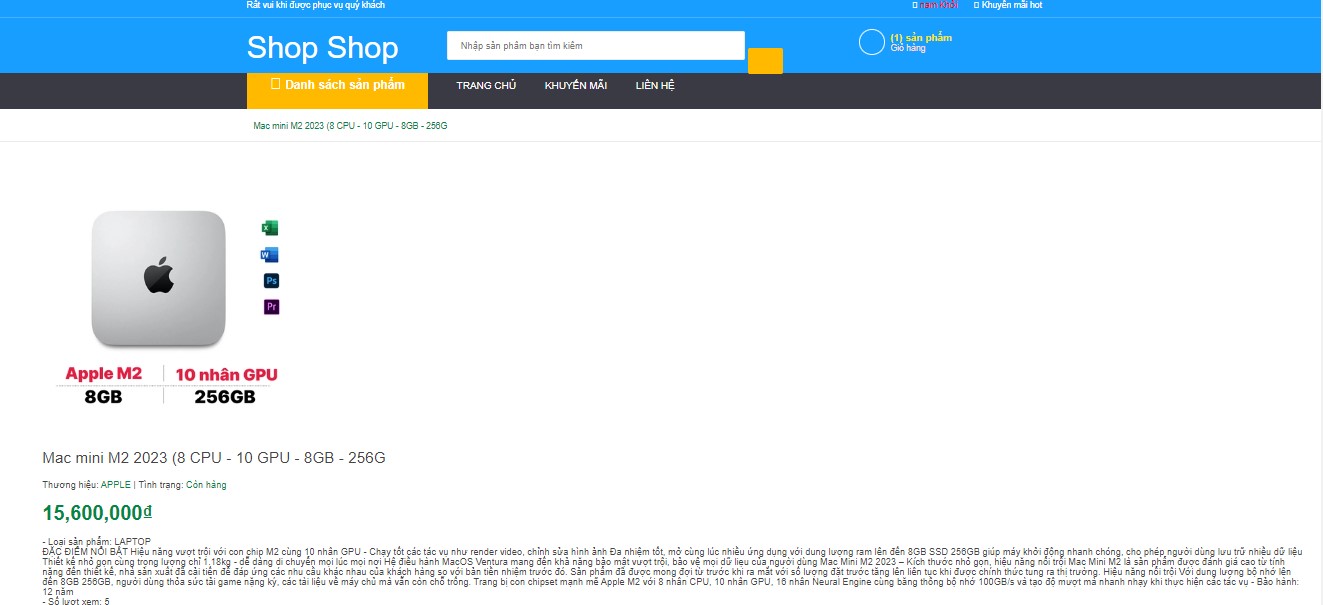 Rất vui khi được phục vụ quý khách
nam Khôi
Khuyến mãi hot
Shop Shop
Nhập sản phẩm bạn tìm kiếm
(1) sản phẩm
Giỏ hàng
Danh sách sản phẩm
TRANG CHỦ
KHUYẾN MÃI
LIÊN HỆ
Mac mini M2 2023 (8 CPU - 10 GPU - 8GB - 256G
X
W
Ps
Pr
Apple M2
10 nhân GPU
8GB
256GB
Mac mini M2 2023 (8 CPU - 10 GPU - 8GB - 256G
Thương hiệu: APPLE | Tình trạng: Còn hàng
15,600,000₫
- Loại sản phẩm: LAPTOP
ĐẶC ĐIỂM NỔI BẬT Hiệu năng vượt trội với con chip M2 cùng 10 nhân GPU - Chạy tốt các tác vụ như render video, chỉnh sửa hình ảnh Đa nhiệm tốt, mở cùng lúc nhiều ứng dụng với dung lượng ram lên đến 8GB SSD 256GB giúp máy khởi động nhanh chóng, cho phép người dùng lưu trữ nhiều dữ liệu
Thiết kế nhỏ gọn cùng trọng lượng chỉ 1.18kg - dễ dàng di chuyển mọi lúc mọi nơi Hệ điều hành MacOS Ventura mang đến khả năng bảo mật vượt trội, bảo vệ mọi dữ liệu của người dùng Mac Mini M2 2023 – Kích thước nhỏ gọn, hiệu năng nổi trội Mac Mini M2 là sản phẩm được đánh giá cao từ tính
năng đến thiết kế, nhà sản xuất đã cải tiến để đáp ứng các nhu cầu khác nhau của khách hàng so với bản tiền nhiệm trước đó. Sản phẩm đã được mong đợi từ trước khi ra mắt với số lượng đặt trước tăng lên liên tục khi được chính thức tung ra thị trường. Hiệu năng nổi trội Với dung lượng bộ nhớ lên
đến 8GB 256GB, người dùng thỏa sức tải game nặng ký, các tài liệu về máy chủ mà vẫn còn chỗ trống. Trang bị con chipset mạnh mẽ Apple M2 với 8 nhân CPU, 10 nhân GPU, 16 nhân Neural Engine cùng băng thông bộ nhớ 100GB/s và tạo độ mượt mà nhanh nhạy khi thực hiện các tác vụ - Bảo hành:
12 năm
- Số lượt xem: 5